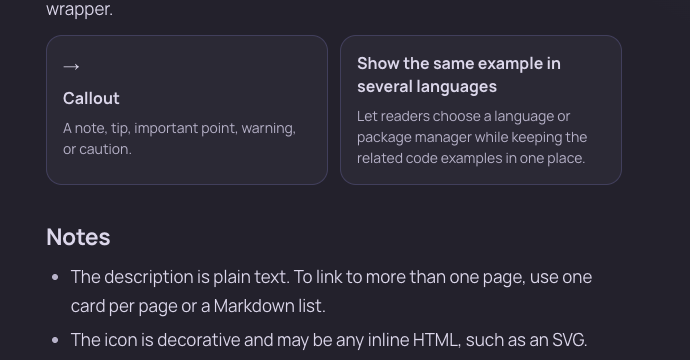 wrapper.
→
Callout
A note, tip, important point, warning,
or caution.
Show the same example in
several languages
Let readers choose a language or
package manager while keeping the
related code examples in one place.
Notes
• The description is plain text. To link to more than one page, use one
card per page or a Markdown list.
• The icon is decorative and may be any inline HTML, such as an SVG.